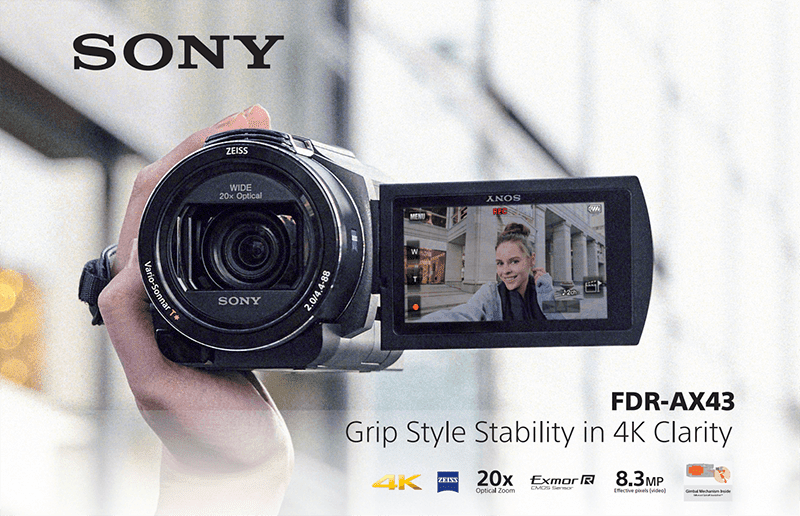 SONY
ZEISS
WIDE
20x Optical
SONY
Vario-Sonnar T*
2.0/4.4-88
SONY
MENU
W
T
FDR-AX43
Grip Style Stability in 4K Clarity
4K
ZEISS
20x
Optical Zoom
Exmor R
CMOS Sensor
8.3MP
Effective pixels (video)
Gimbal Mechanism Inside